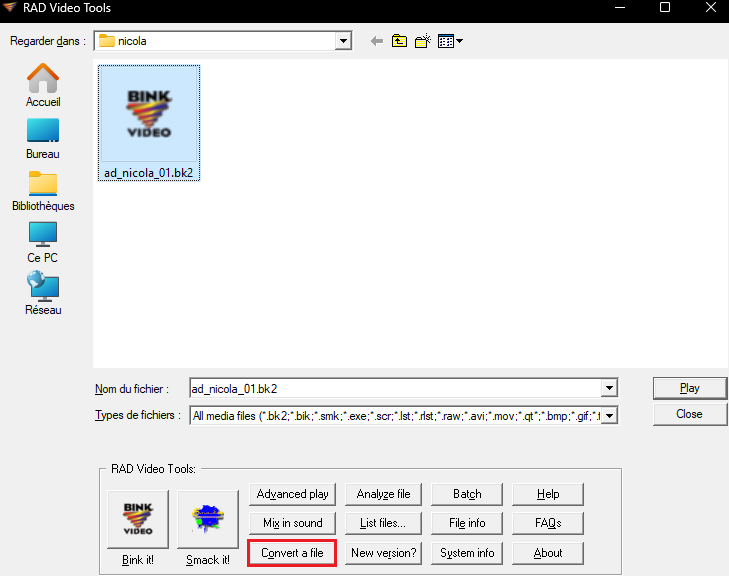 RAD Video Tools
Regarder dans : nicola
Accueil
Bureau
Bibliothèques
Ce PC
Réseau
BINK
VIDEO
ad_nicola_01.bk2
Nom du fichier : ad_nicola_01.bk2 Play
Types de fichiers : All media files (*.bk2;*.bik;*.smk;*.exe;*.scr;*.lst;*.rlst;*.raw;*.avi;*.mov;*.qt*;*.bmp;*.gif;*.t Close
RAD Video Tools:
BINK
VIDEO
Bink it! Smack it!
Advanced play Analyze file Batch Help
Mix in sound List files... File info FAQs
Convert a file New version? System info About